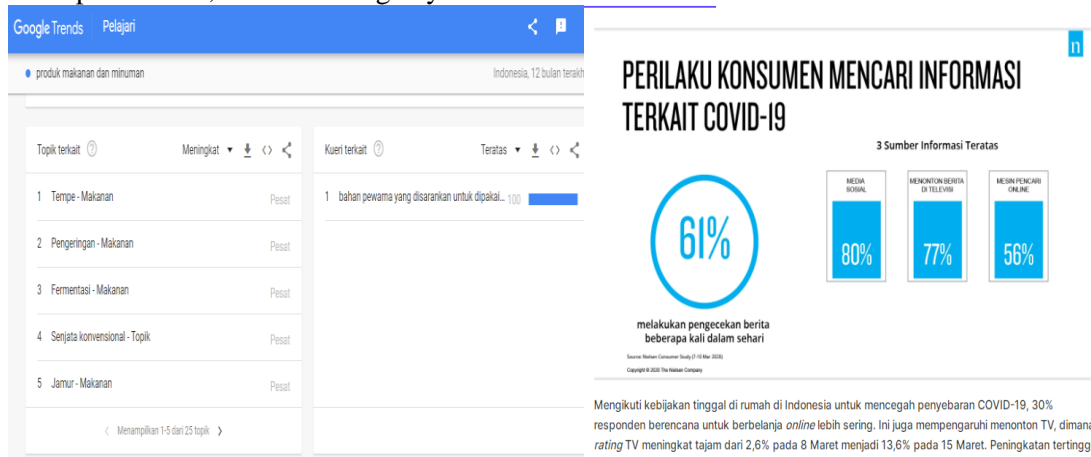 Google Trends Pelajari
produk makanan dan minuman
Indonesia, 12 bulan terakh
Topik terkait
Meningkat
1 Tempe - Makanan Pesat
2 Pengeringan - Makanan Pesat
3 Fermentasi - Makanan Pesat
4 Senjata konvensional - Topik Pesat
5 Jamur - Makanan Pesat
Menampilkan 1-5 dari 25 topik
Kueri terkait
Teratas
1 bahan pewarna yang disarankan untuk dipakai... 100
n
PERILAKU KONSUMEN MENCARI INFORMASI
TERKAIT COVID-19
61%
melakukan pengecekan berita
beberapa kali dalam sehari
3 Sumber Informasi Teratas
MEDIA
SOSIAL
80%
MENONTON BERITA
DI TELEVISI
77%
MESIN PENCARI
ONLINE
56%
Source: Nielsen Consumer Study (7-10 Mar 2020)
Copyright © 2020 The Nielsen Company
Mengikuti kebijakan tinggal di rumah di Indonesia untuk mencegah penyebaran COVID-19, 30%
responden berencana untuk berbelanja online lebih sering. Ini juga mempengaruhi menonton TV, dimana
rating TV meningkat tajam dari 2,6% pada 8 Maret menjadi 13,6% pada 15 Maret. Peningkatan tertingg